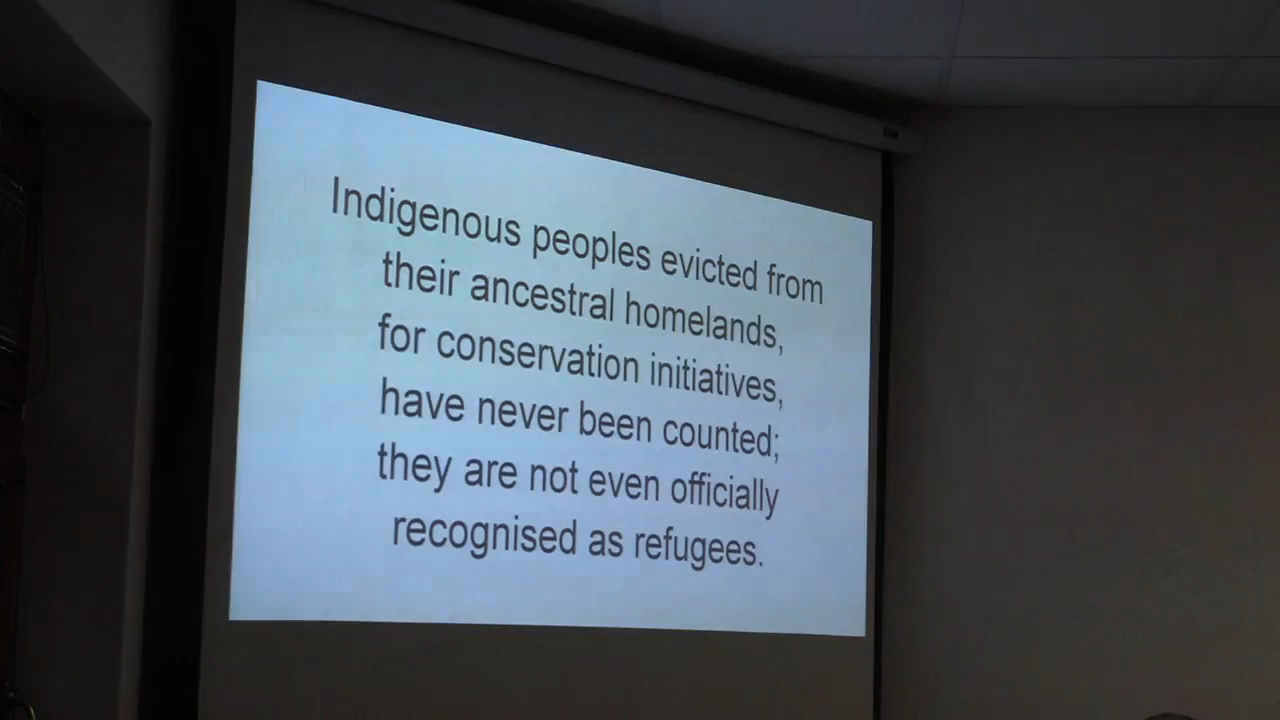 Indigenous peoples evicted from
their ancestral homelands,
for conservation initiatives,
have never been counted;
they are not even officially
recognised as refugees.